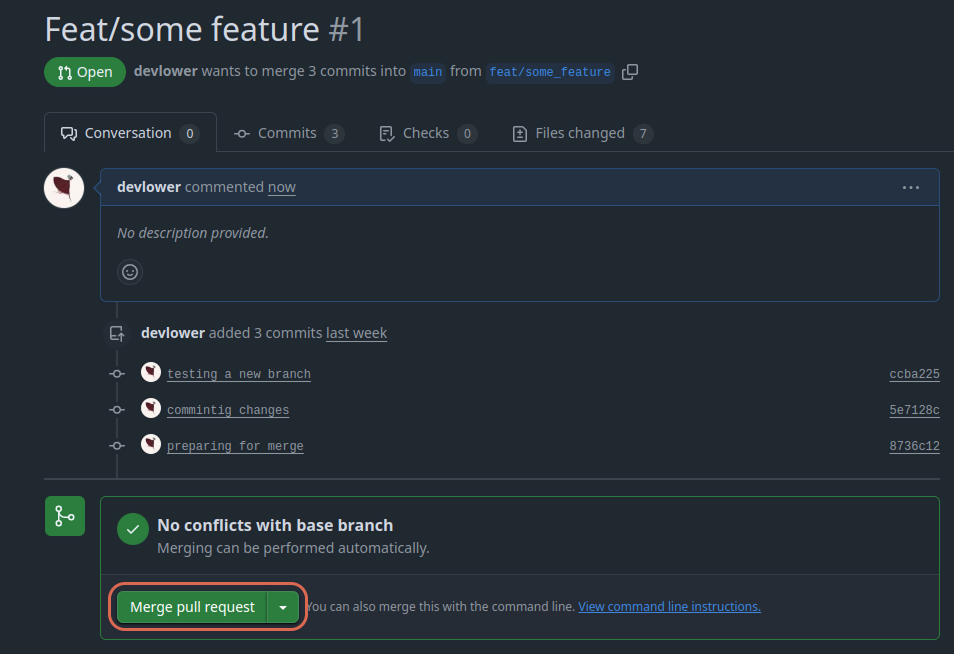 Feat/some feature #1
Open devlower wants to merge 3 commits into main from feat/some_feature
Conversation 0 Commits 3 Checks 0 Files changed 7
devlower commented now
No description provided.
devlower added 3 commits last week
testing a new branch ccba225
commintig changes 5e7128c
preparing for merge 8736c12
No conflicts with base branch
Merging can be performed automatically.
Merge pull request You can also merge this with the command line. View command line instructions.